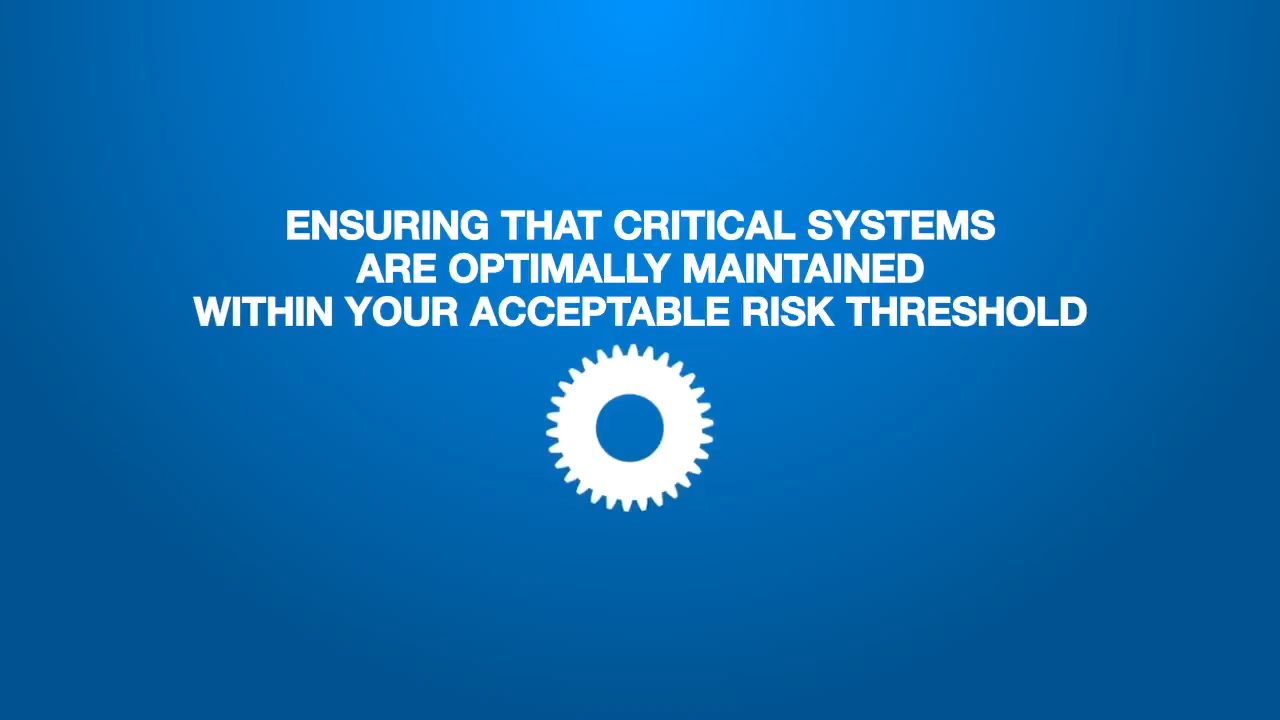 ENSURING THAT CRITICAL SYSTEMS
ARE OPTIMALLY MAINTAINED
WITHIN YOUR ACCEPTABLE RISK THRESHOLD